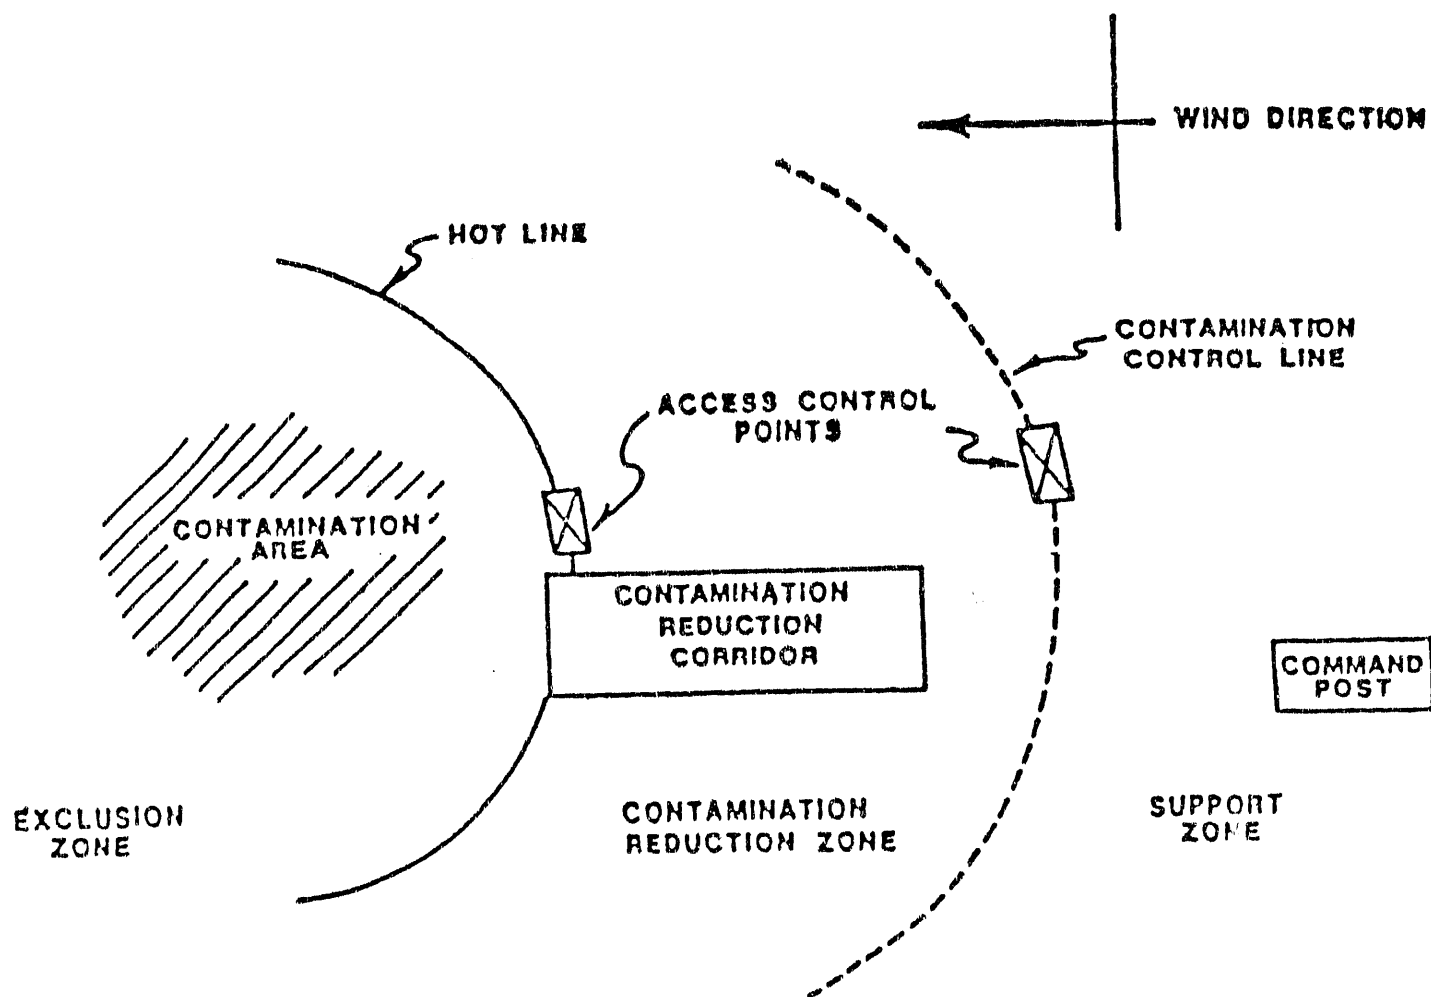 WIND DIRECTION
HOT LINE
CONTAMINATION
CONTROL LINE
ACCESS CONTROL
POINTS
CONTAMINATION
AREA
CONTAMINATION
REDUCTION
CORRIDOR
COMMAND
POST
EXCLUSION
ZONE
CONTAMINATION
REDUCTION ZONE
SUPPORT
ZONE